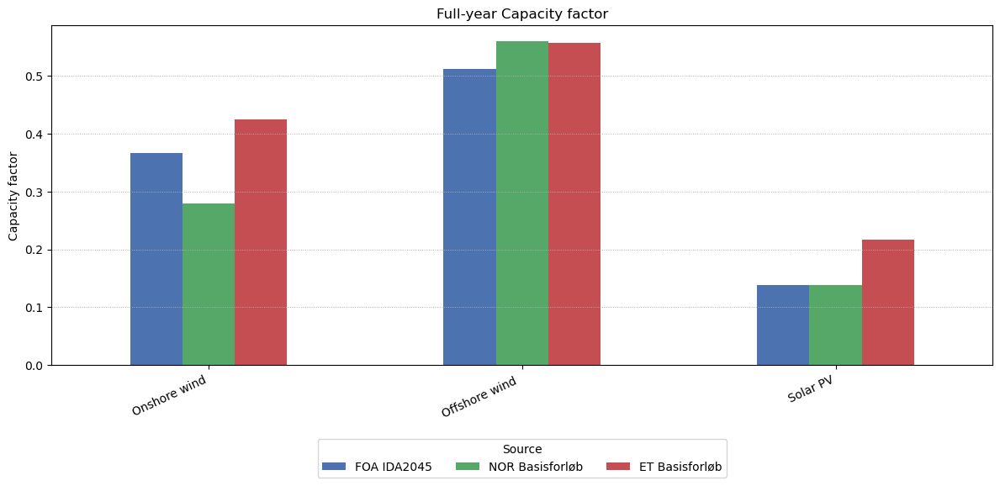 Full-year Capacity factor
Capacity factor
0.5
0.4
0.3
0.2
0.1
0.0
Onshore wind
Offshore wind
Solar PV
Source
FOA IDA2045
NOR Basisforløb
ET Basisforløb